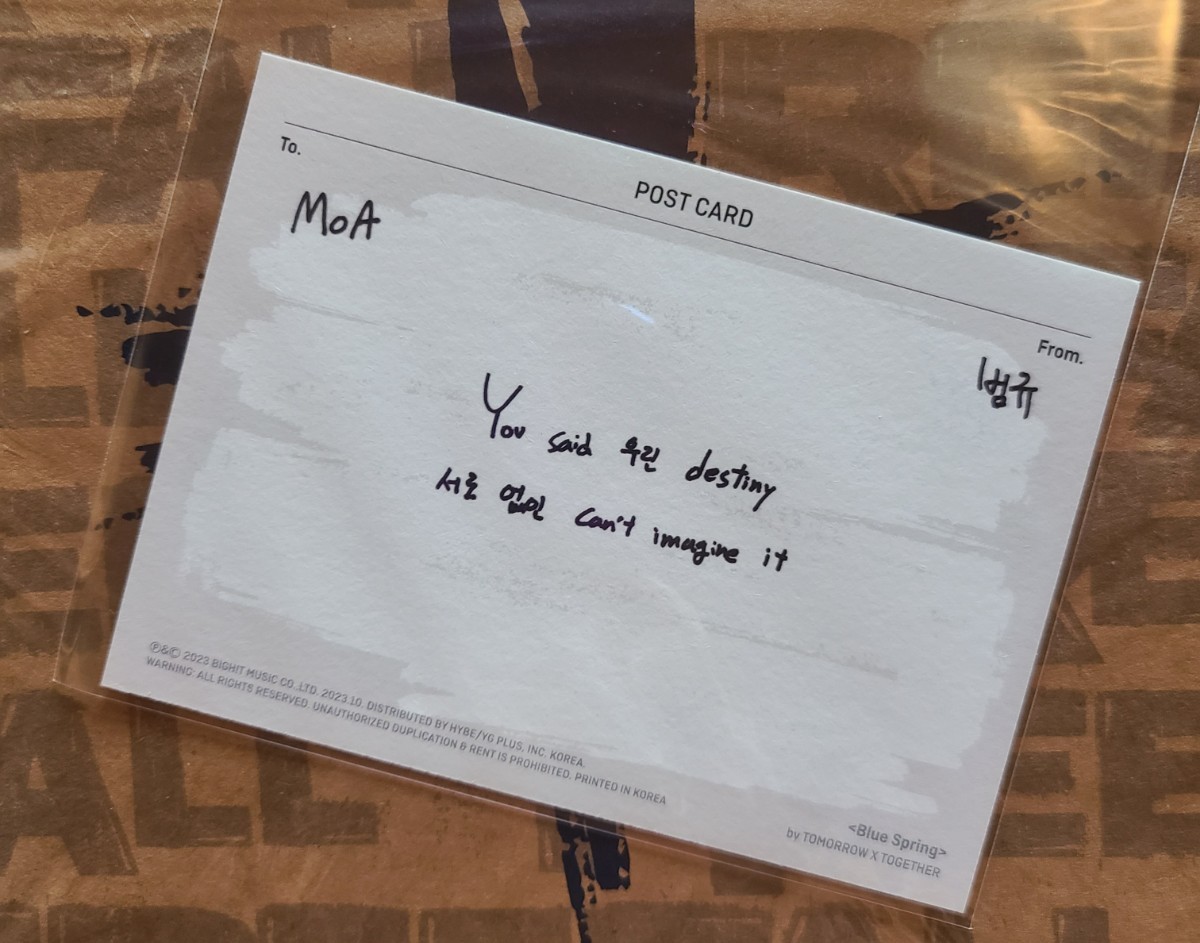 POST CARD
To.
MOA
From.
범규
You said 우린 destiny
서로 없인 can't imagine it
Ⓟ&© 2023 BIGHIT MUSIC CO.,LTD. 2023.10. DISTRIBUTED BY HYBE/YG PLUS, INC. KOREA.
WARNING: ALL RIGHTS RESERVED. UNAUTHORIZED DUPLICATION & RENT IS PROHIBITED. PRINTED IN KOREA
<Blue Spring>
by TOMORROW X TOGETHER